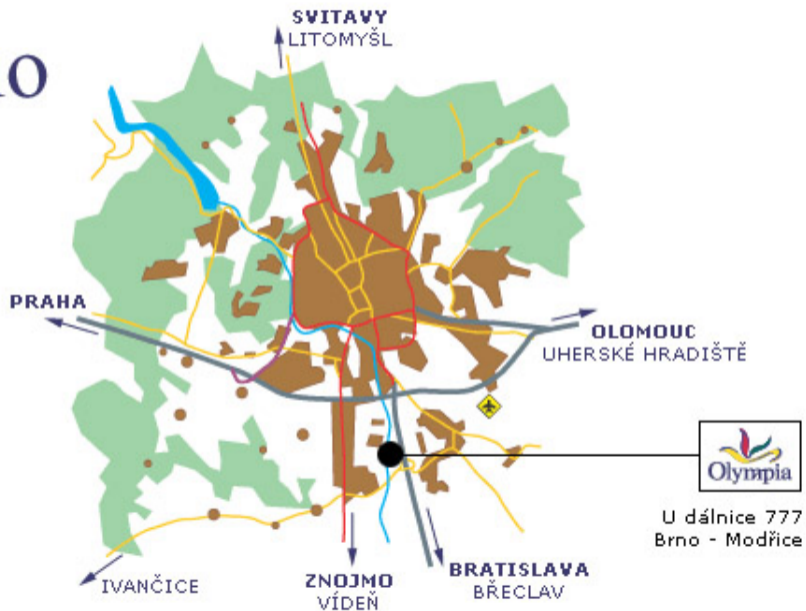 SVITAVY
LITOMYŠL
PRAHA
OLOMOUC
UHERSKÉ HRADIŠTĚ
Olympia
U dálnice 777
Brno - Modřice
IVANČICE
ZNOJMO
VÍDEŇ
BRATISLAVA
BŘECLAV